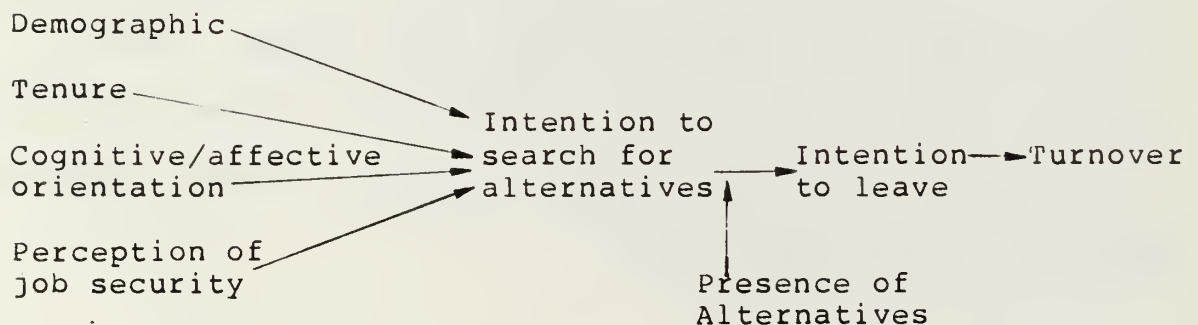 Demographic
Tenure
Cognitive/affective
orientation
Perception of
job security
Intention to
search for
alternatives
Intention
to leave
Turnover
Presence of
Alternatives